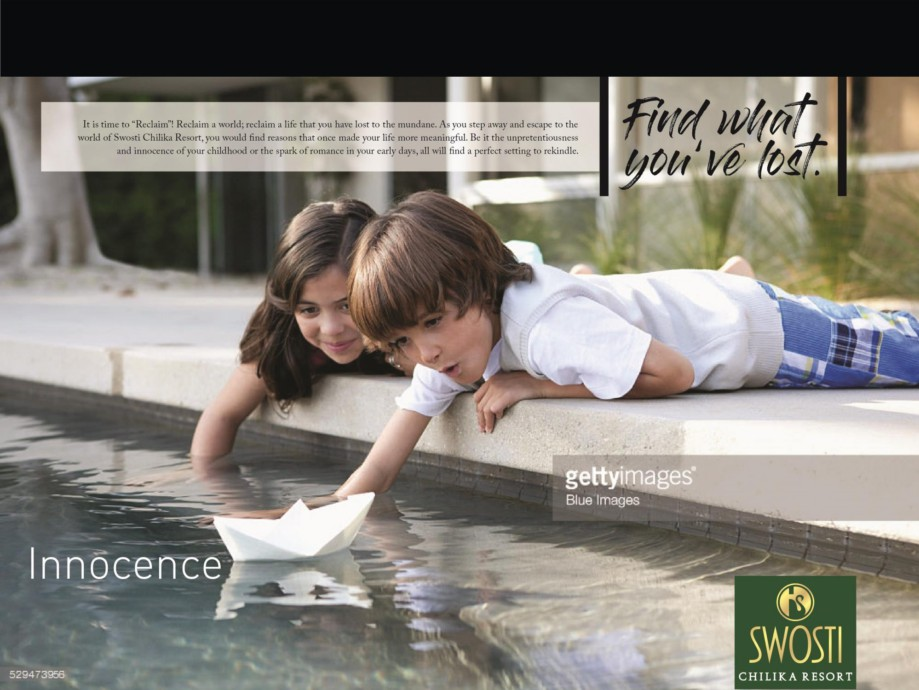 It is time to “Reclaim”! Reclaim a world; reclaim a life that you have lost to the mundane. As you step away and escape to the
world of Swosti Chilika Resort, you would find reasons that once made your life more meaningful. Be it the unpretentiousness
and innocence of your childhood or the spark of romance in your early days, all will find a perfect setting to rekindle.
Find what
you've lost.
gettyimages®
Blue Images
Innocence
SWOSTI
CHILIKA RESORT
529473956